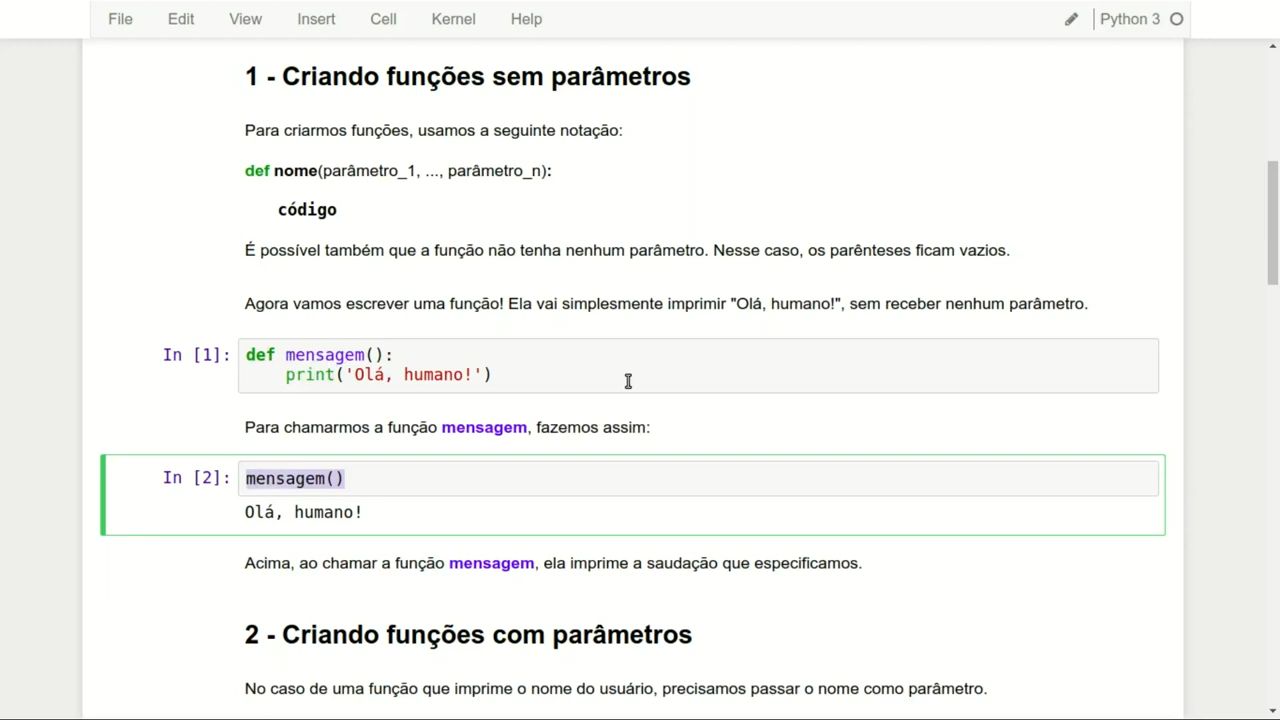 File Edit View Insert Cell Kernel Help Python 3
1 - Criando funções sem parâmetros
Para criarmos funções, usamos a seguinte notação:
def nome(parâmetro_1, ..., parâmetro_n):
código
É possível também que a função não tenha nenhum parâmetro. Nesse caso, os parênteses ficam vazios.
Agora vamos escrever uma função! Ela vai simplesmente imprimir "Olá, humano!", sem receber nenhum parâmetro.
In [1]: def mensagem():
print('Olá, humano!')
Para chamarmos a função mensagem, fazemos assim:
In [2]: mensagem()
Olá, humano!
Acima, ao chamar a função mensagem, ela imprime a saudação que especificamos.
2 - Criando funções com parâmetros
No caso de uma função que imprime o nome do usuário, precisamos passar o nome como parâmetro.